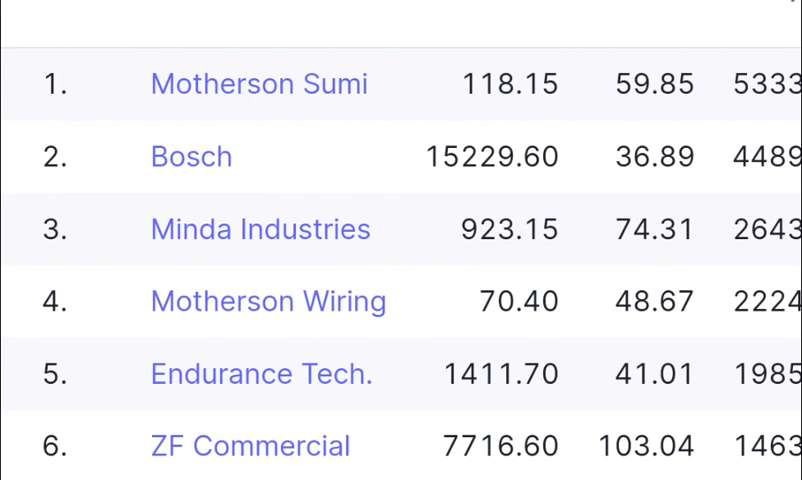 1. Motherson Sumi 118.15 59.85 5333
2. Bosch 15229.60 36.89 4489
3. Minda Industries 923.15 74.31 2643
4. Motherson Wiring 70.40 48.67 2224
5. Endurance Tech. 1411.70 41.01 1985
6. ZF Commercial 7716.60 103.04 1463